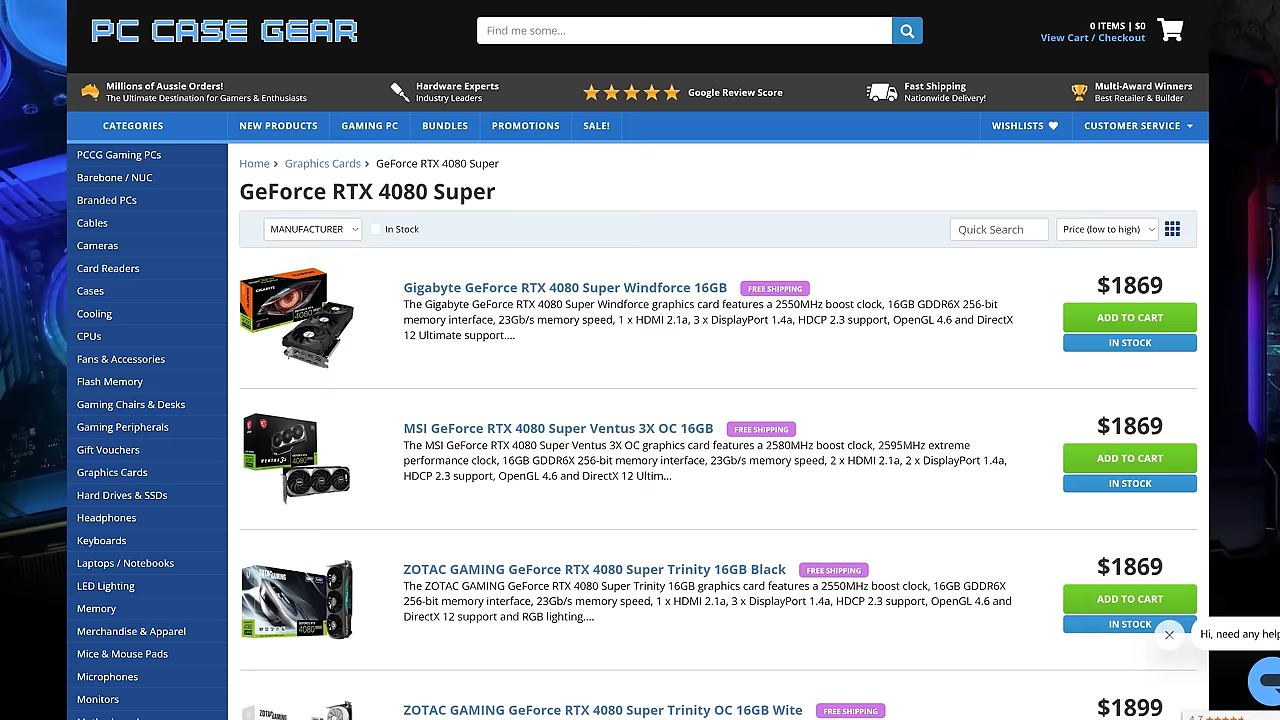 PC CASE GEAR
Find me some...
0 ITEMS | $0
View Cart / Checkout
Millions of Aussie Orders!
The Ultimate Destination for Gamers & Enthusiasts
Hardware Experts
Industry Leaders
Google Review Score
Fast Shipping
Nationwide Delivery!
Multi-Award Winners
Best Retailer & Builder
CATEGORIES
NEW PRODUCTS
GAMING PC
BUNDLES
PROMOTIONS
SALE!
WISHLISTS
CUSTOMER SERVICE
PCCG Gaming PCs
Barebone / NUC
Branded PCs
Cables
Cameras
Card Readers
Cases
Cooling
CPUs
Fans & Accessories
Flash Memory
Gaming Chairs & Desks
Gaming Peripherals
Gift Vouchers
Graphics Cards
Hard Drives & SSDs
Headphones
Keyboards
Laptops / Notebooks
LED Lighting
Memory
Merchandise & Apparel
Mice & Mouse Pads
Microphones
Monitors
Home › Graphics Cards › GeForce RTX 4080 Super
GeForce RTX 4080 Super
MANUFACTURER
In Stock
Quick Search
Price (low to high)
Gigabyte GeForce RTX 4080 Super Windforce 16GB FREE SHIPPING
The Gigabyte GeForce RTX 4080 Super Windforce graphics card features a 2550MHz boost clock, 16GB GDDR6X 256-bit
memory interface, 23Gb/s memory speed, 1 x HDMI 2.1a, 3 x DisplayPort 1.4a, HDCP 2.3 support, OpenGL 4.6 and DirectX
12 Ultimate support....
$1869
ADD TO CART
IN STOCK
MSI GeForce RTX 4080 Super Ventus 3X OC 16GB FREE SHIPPING
The MSI GeForce RTX 4080 Super Ventus 3X OC graphics card features a 2580MHz boost clock, 2595MHz extreme
performance clock, 16GB GDDR6X 256-bit memory interface, 23Gb/s memory speed, 2 x HDMI 2.1a, 2 x DisplayPort 1.4a,
HDCP 2.3 support, OpenGL 4.6 and DirectX 12 Ultim...
$1869
ADD TO CART
IN STOCK
ZOTAC GAMING GeForce RTX 4080 Super Trinity 16GB Black FREE SHIPPING
The ZOTAC GAMING GeForce RTX 4080 Super Trinity 16GB graphics card features a 2550MHz boost clock, 16GB GDDR6X
256-bit memory interface, 23Gb/s memory speed, 1 x HDMI 2.1a, 3 x DisplayPort 1.4a, HDCP 2.3 support, OpenGL 4.6 and
DirectX 12 support and RGB lighting....
$1869
ADD TO CART
IN STOCK
Hi, need any help
ZOTAC GAMING GeForce RTX 4080 Super Trinity OC 16GB Wite FREE SHIPPING
$1899
4.7